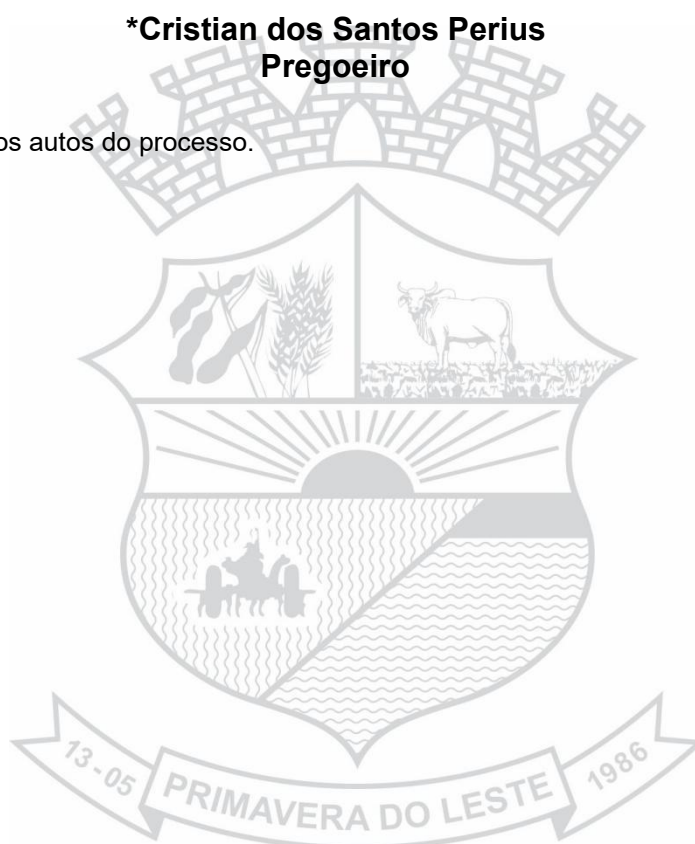 *Cristian dos Santos Perius
Pregoeiro
os autos do processo.
13-05 PRIMAVERA DO LESTE 1986